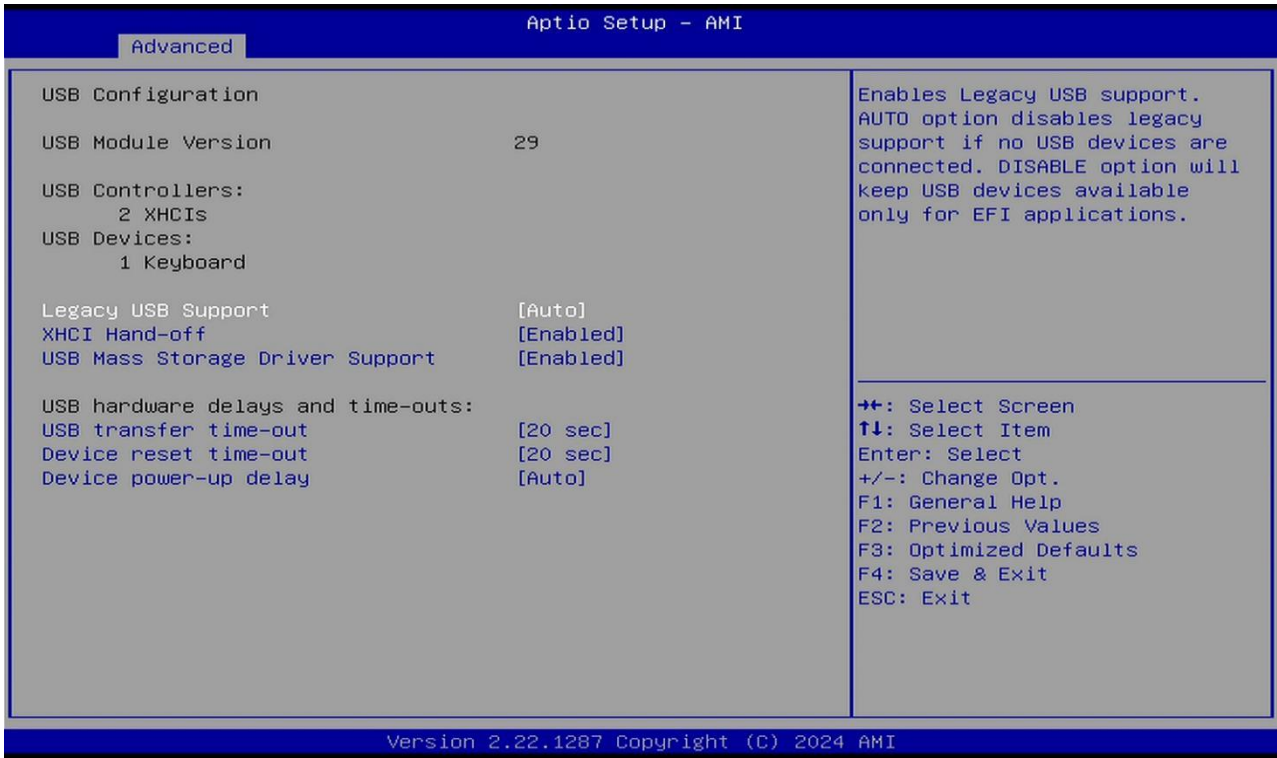 Aptio Setup – AMI
Advanced
USB Configuration
USB Module Version 29
USB Controllers:
2 XHCIs
USB Devices:
1 Keyboard
Legacy USB Support [Auto]
XHCI Hand-off [Enabled]
USB Mass Storage Driver Support [Enabled]
USB hardware delays and time-outs:
USB transfer time-out [20 sec]
Device reset time-out [20 sec]
Device power-up delay [Auto]
Enables Legacy USB support.
AUTO option disables legacy
support if no USB devices are
connected. DISABLE option will
keep USB devices available
only for EFI applications.
→←: Select Screen
↑↓: Select Item
Enter: Select
+/-: Change Opt.
F1: General Help
F2: Previous Values
F3: Optimized Defaults
F4: Save & Exit
ESC: Exit
Version 2.22.1287 Copyright (C) 2024 AMI